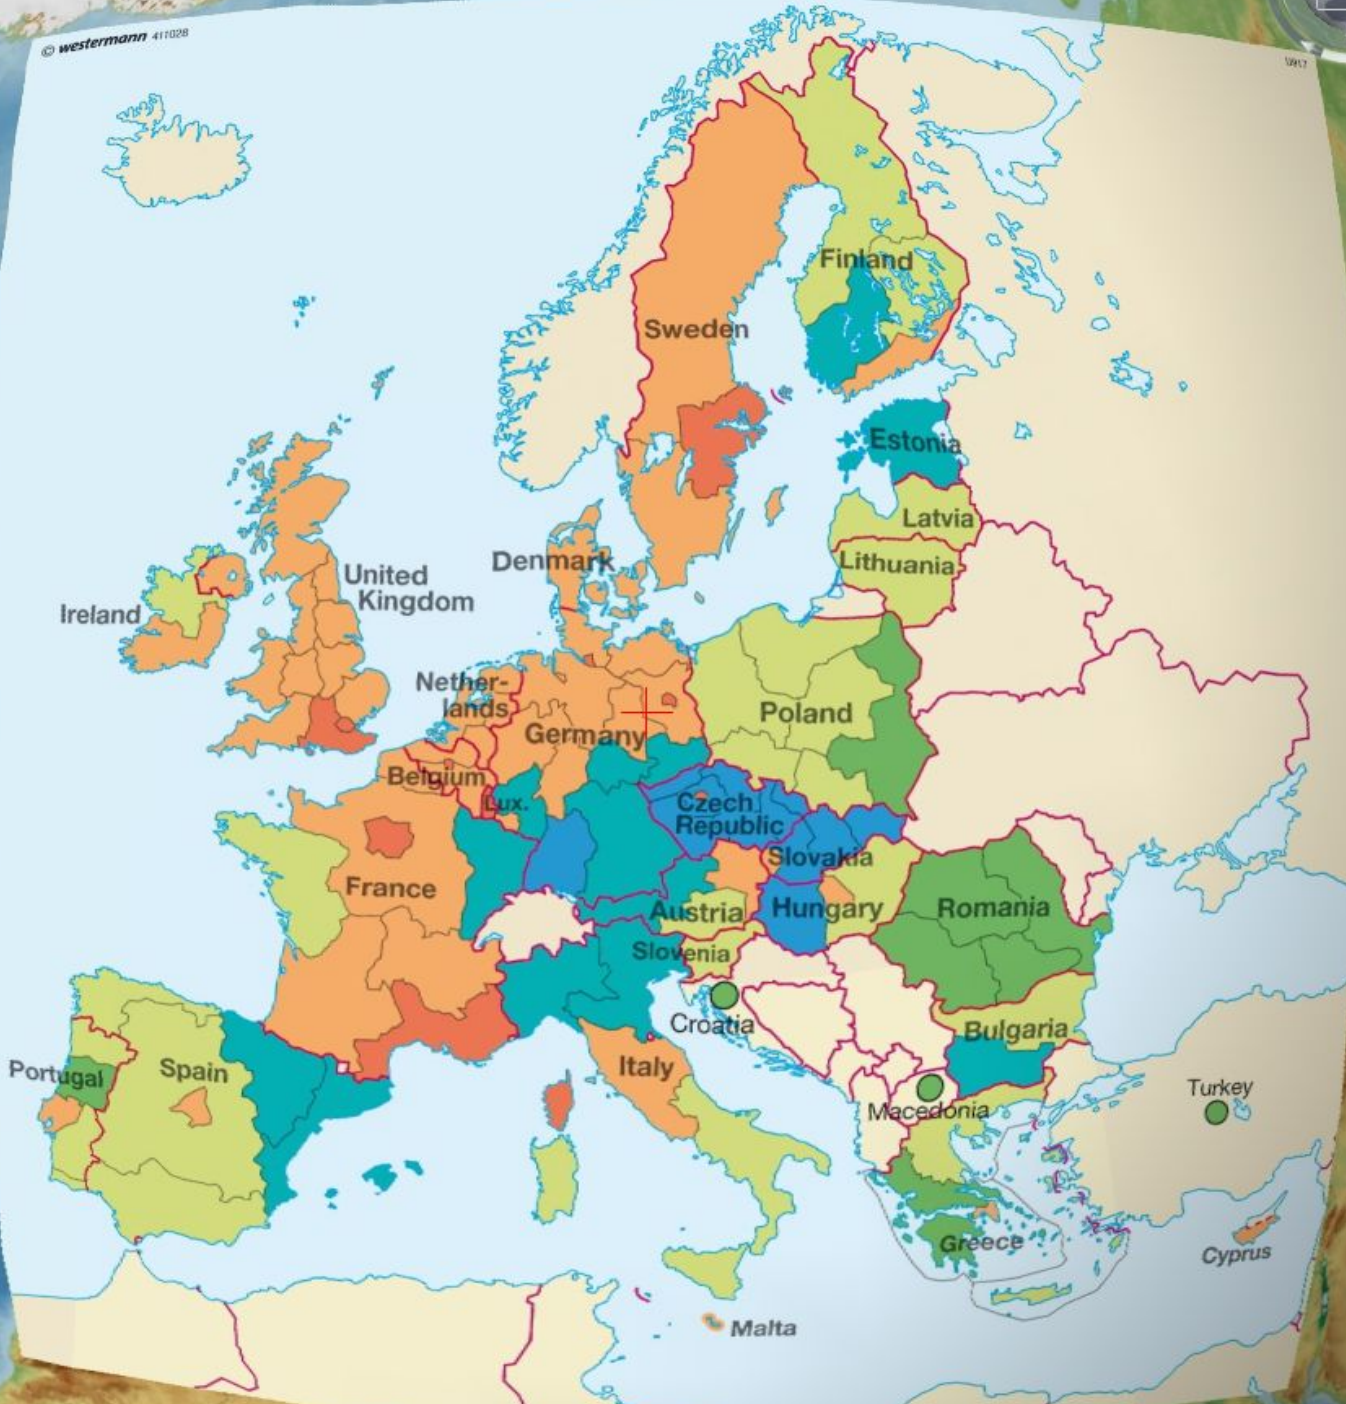 © westermann 411028
U917
Finland
Sweden
Estonia
Latvia
Lithuania
Denmark
United
Kingdom
Ireland
Nether-
lands
Germany
Poland
Belgium
Lux.
Czech
Republic
Slovakia
France
Austria
Hungary
Romania
Slovenia
Croatia
Bulgaria
Italy
Portugal
Spain
Macedonia
Turkey
Greece
Cyprus
Malta